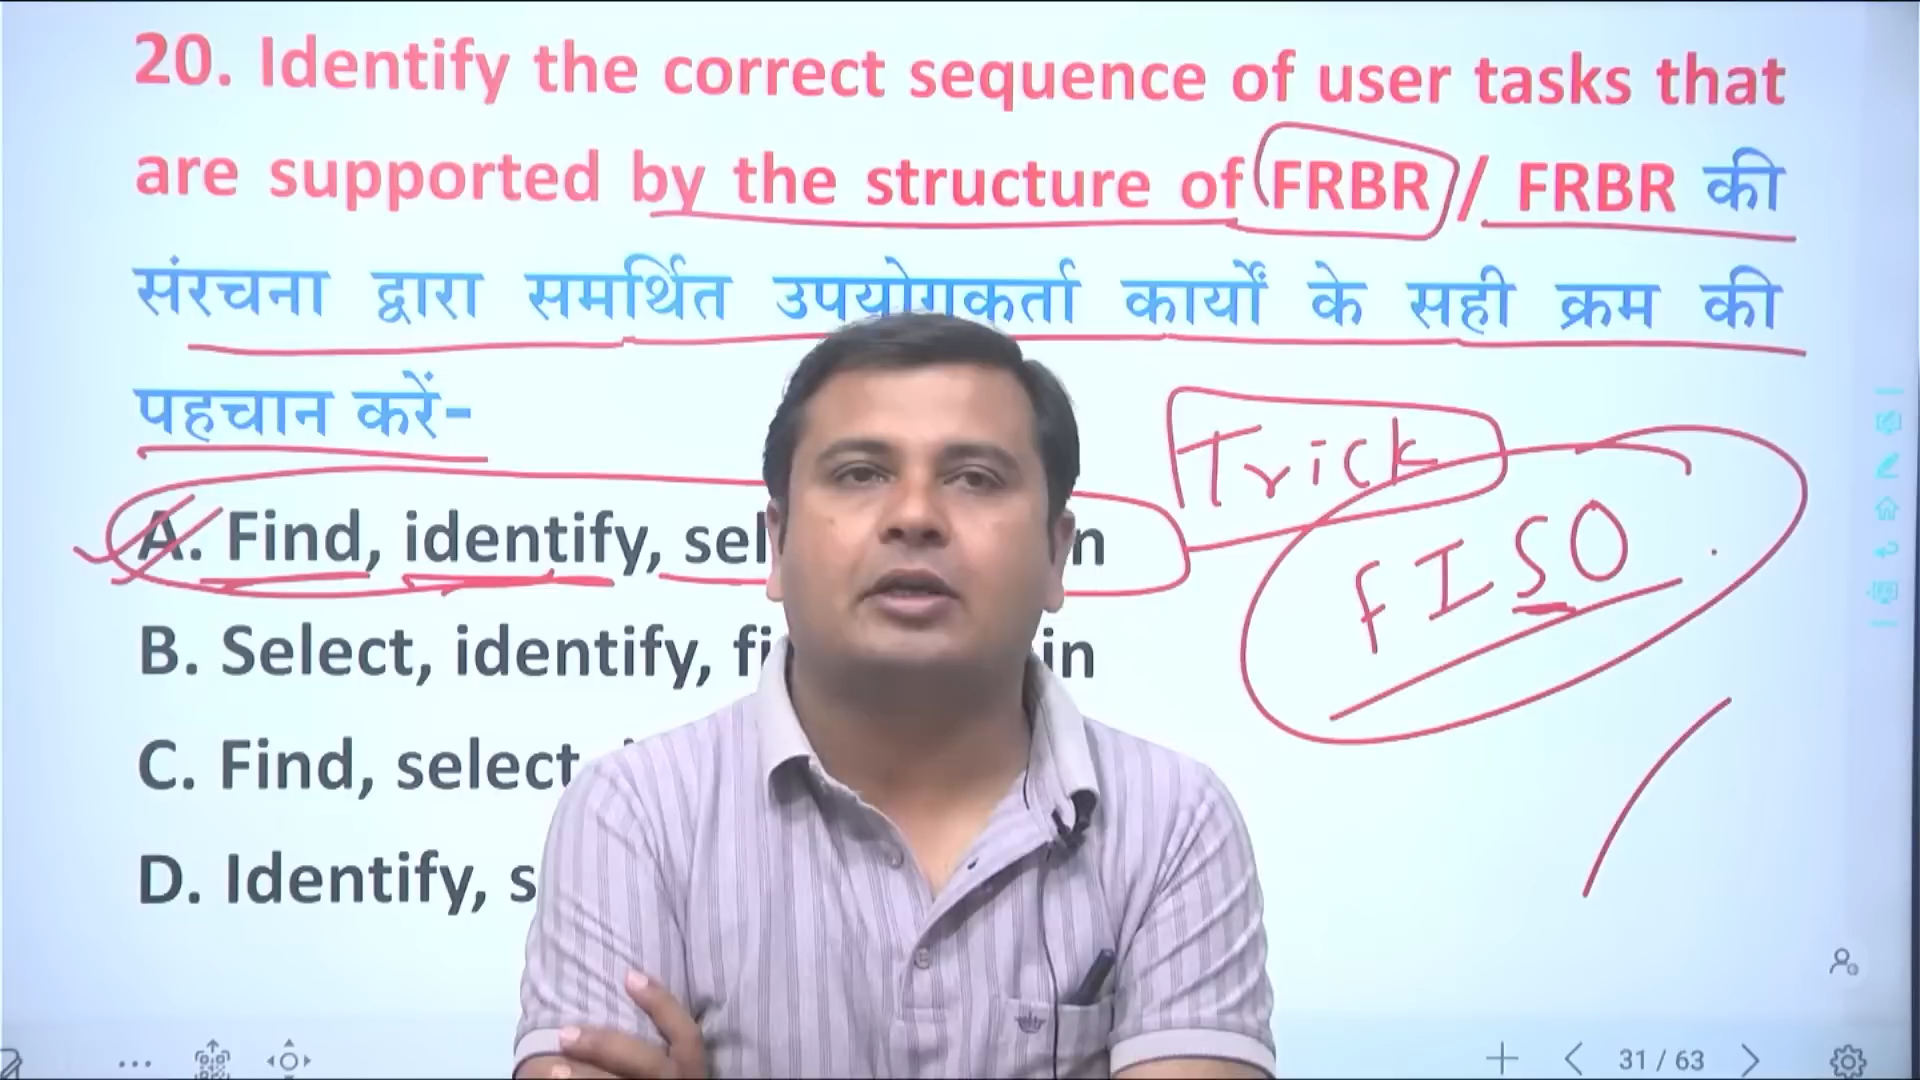 20. Identify the correct sequence of user tasks that
are supported by the structure of FRBR / FRBR की
संरचना द्वारा समर्थित उपयोगकर्ता कार्यों के सही क्रम की
पहचान करें-
Trick
A. Find, identify, sel n
FISO
B. Select, identify, fi in
C. Find, select
D. Identify, s
31 / 63